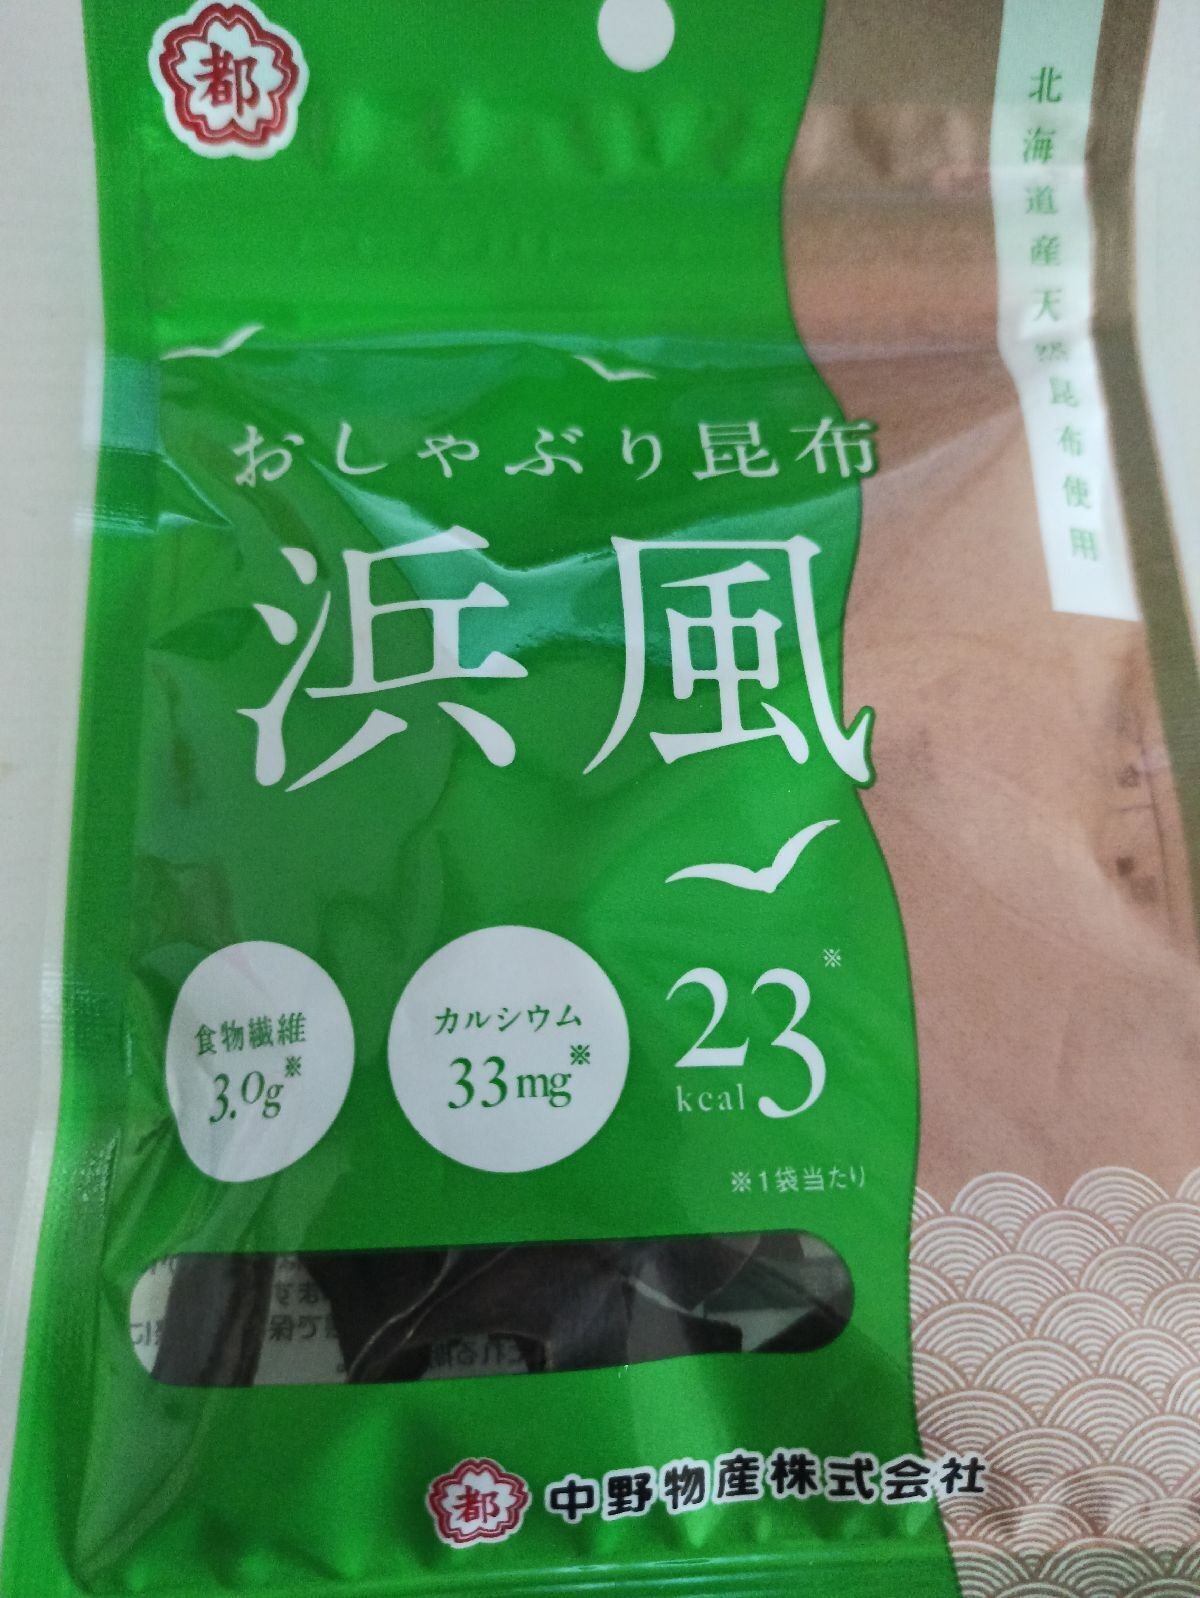 都
北海道産天然昆布使用
おしゃぶり昆布
浜風
食物繊維
3.0g※
カルシウム
33mg※
23※
kcal
※1袋当たり
都 中野物産株式会社